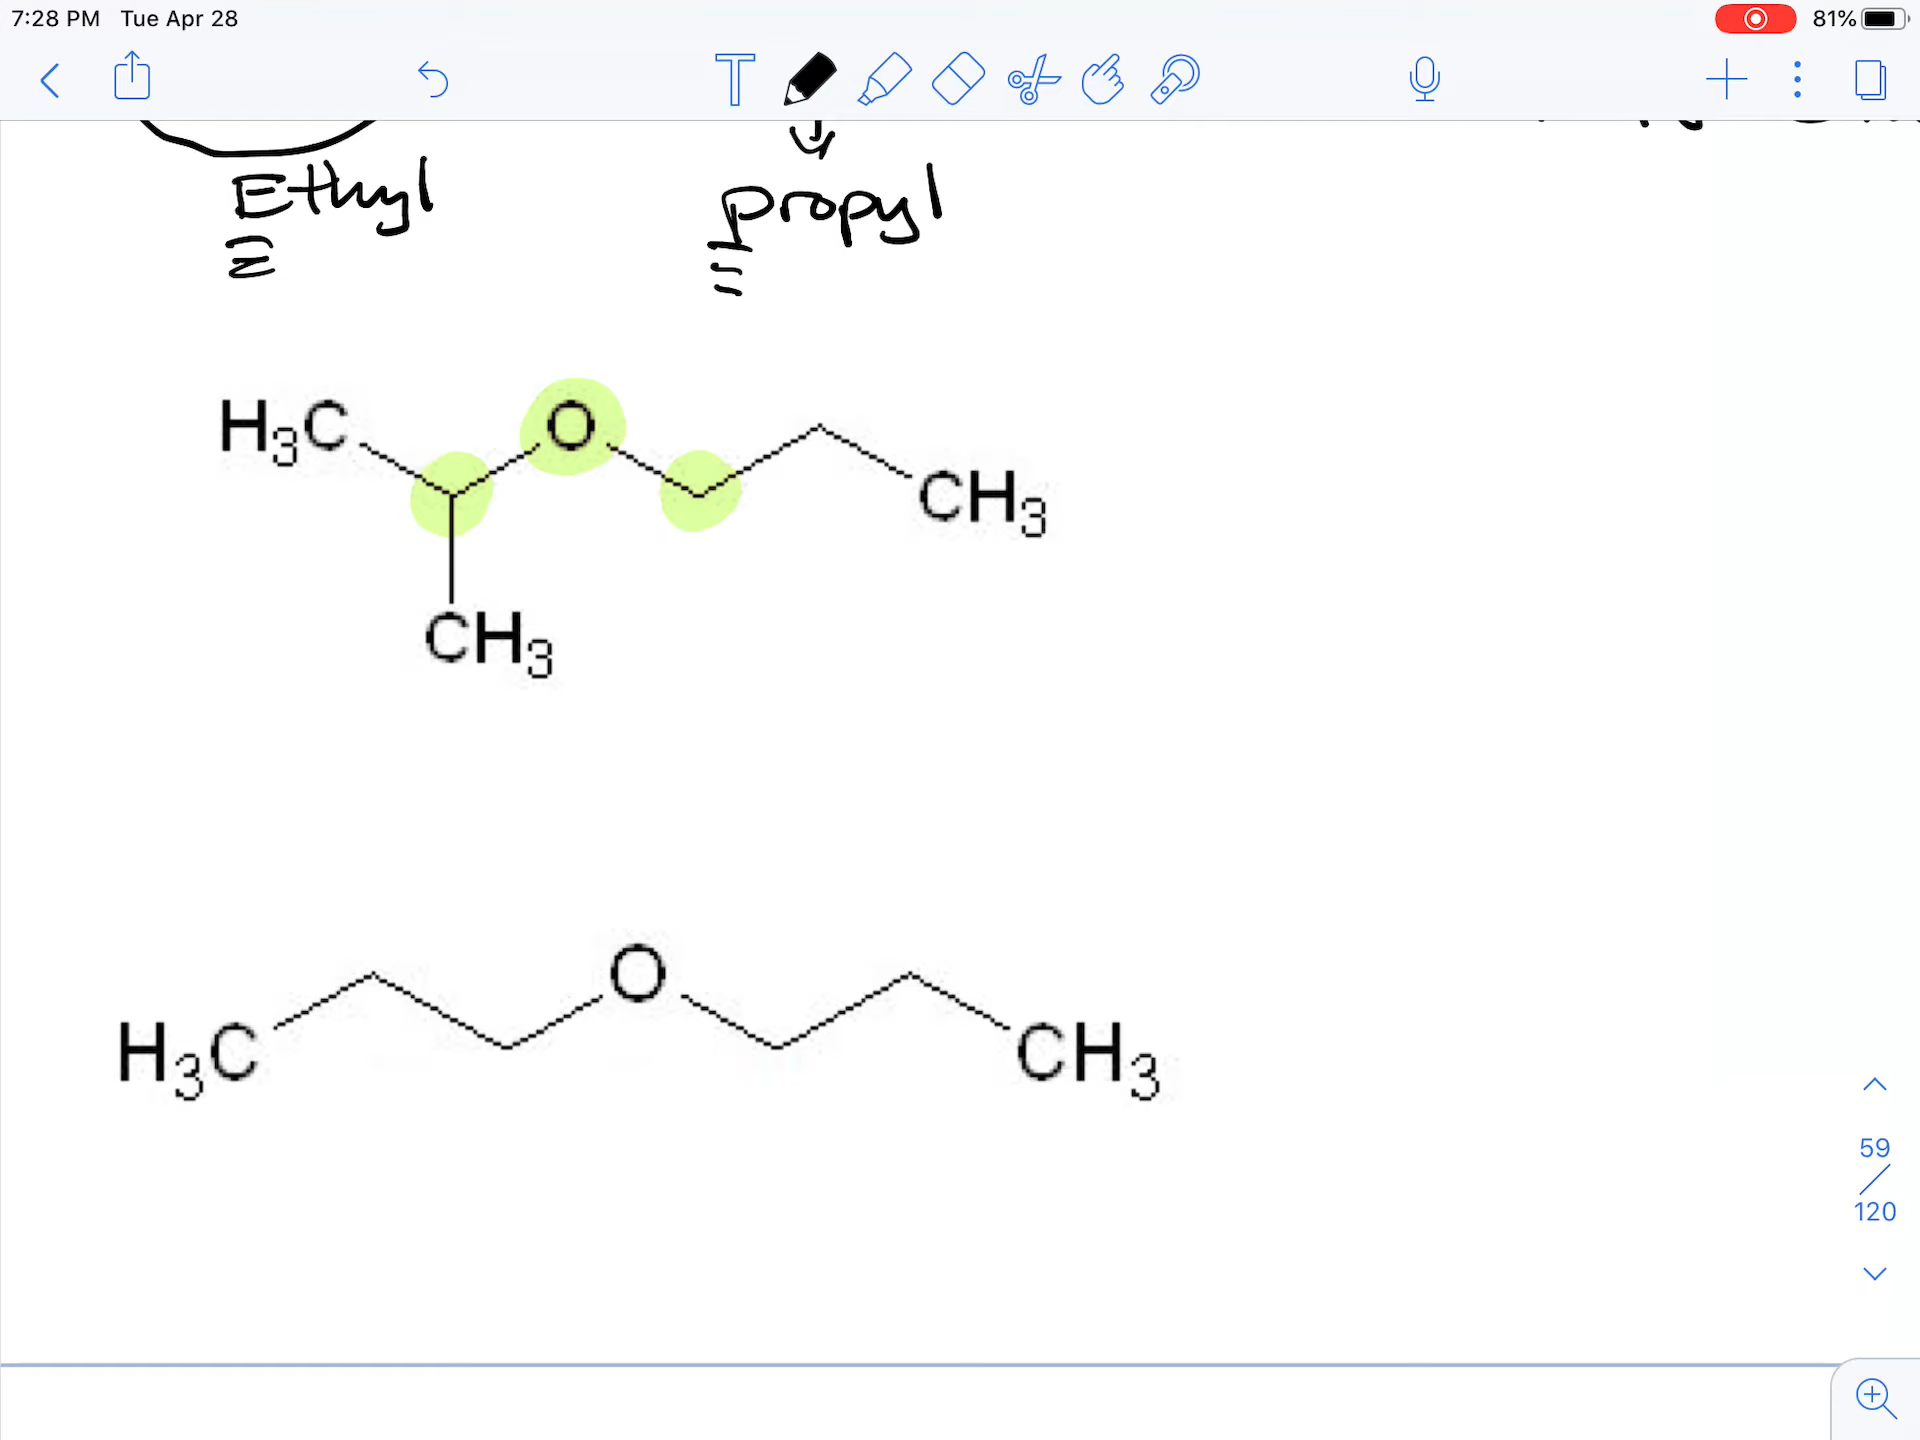 7:28 PM Tue Apr 28
81%
Ethyl
propyl
H3C
O
CH3
CH3
O
H3C
CH3
59
120